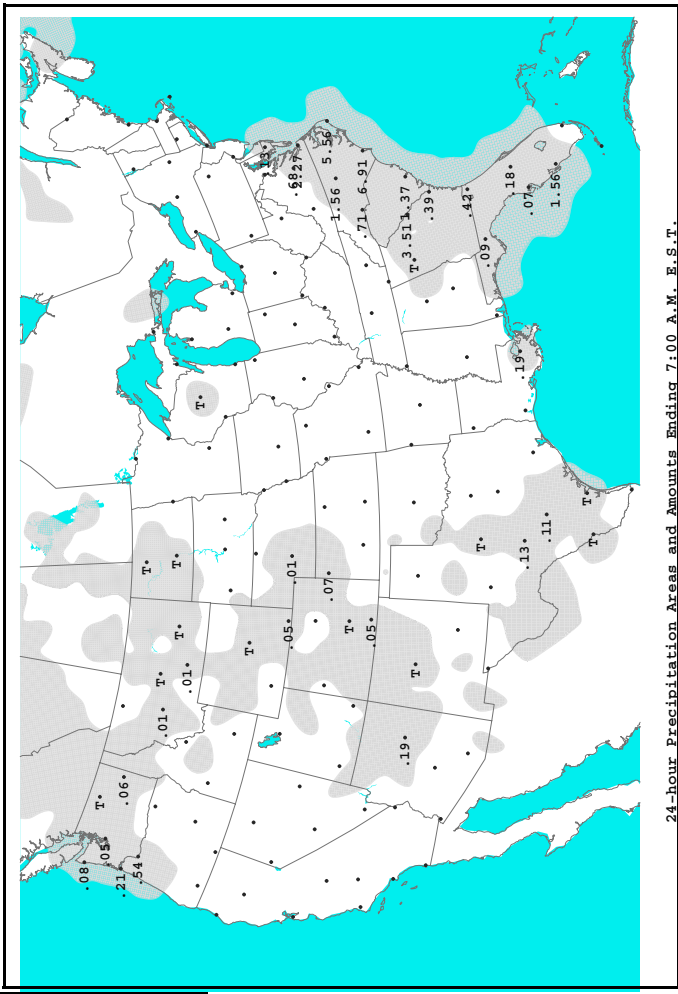 .08
T
.05
.21
.06
.54
T
T
.01
T
T
.01
T
T
.13
.05
.01
.68
2.27
5.56
.07
1.56
T
.71 6.91
.05
.19
3.51
1.37
T
T
.39
.42
T
.09
.18
.19
.13
.07
.11
1.56
T
T
24-hour Precipitation Areas and Amounts Ending 7:00 A.M. E.S.T.